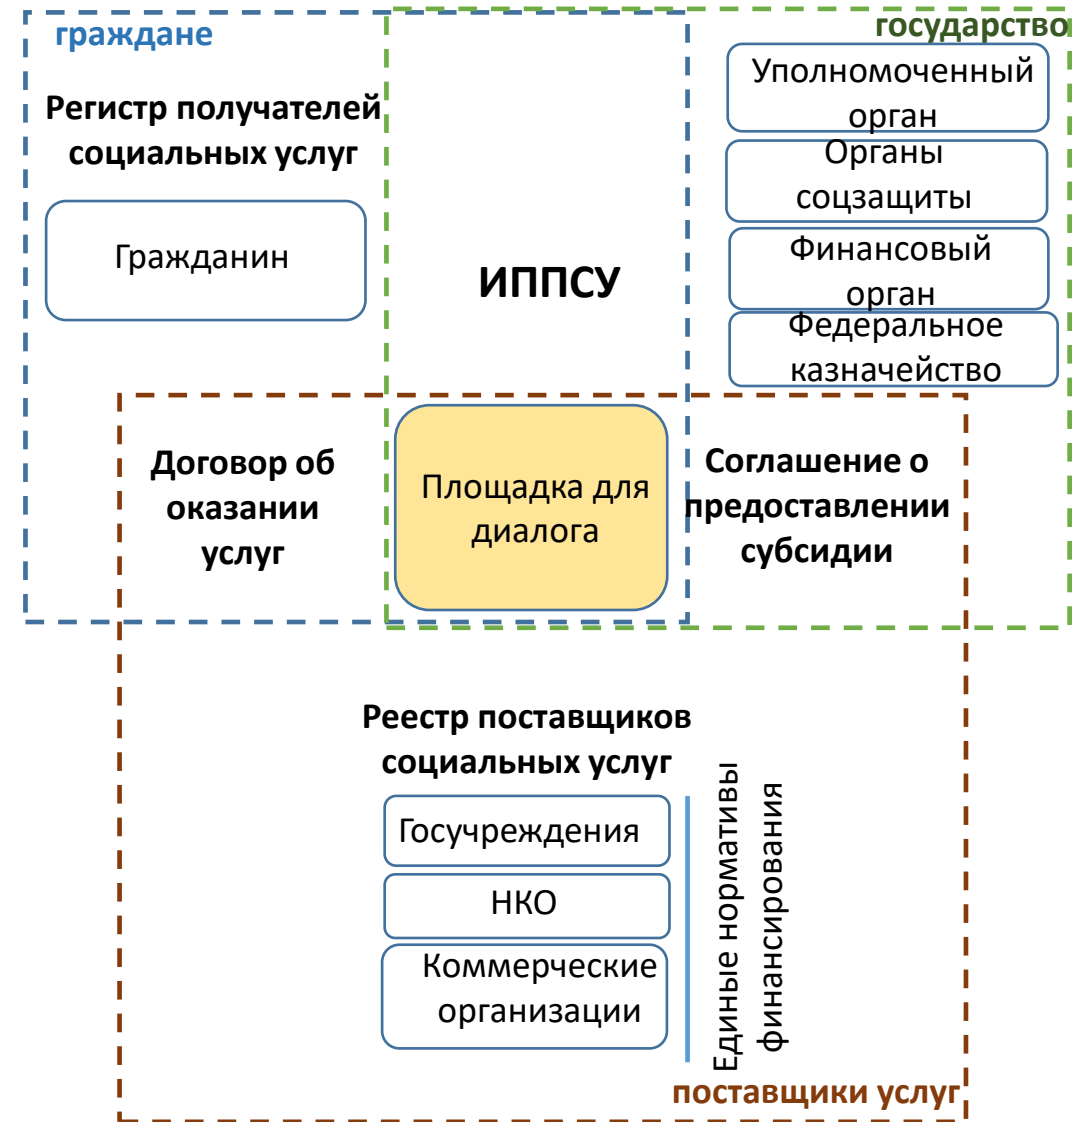 граждане
государство
Регистр получателей
социальных услуг
Гражданин
ИППСУ
Уполномоченный
орган
Органы
соцзащиты
Финансовый
орган
Федеральное
казначейство
Договор об
оказании
услуг
Площадка для
диалога
Соглашение о
предоставлении
субсидии
Реестр поставщиков
социальных услуг
Госучреждения
НКО
Коммерческие
организации
Единые нормативы
финансирования
поставщики услуг